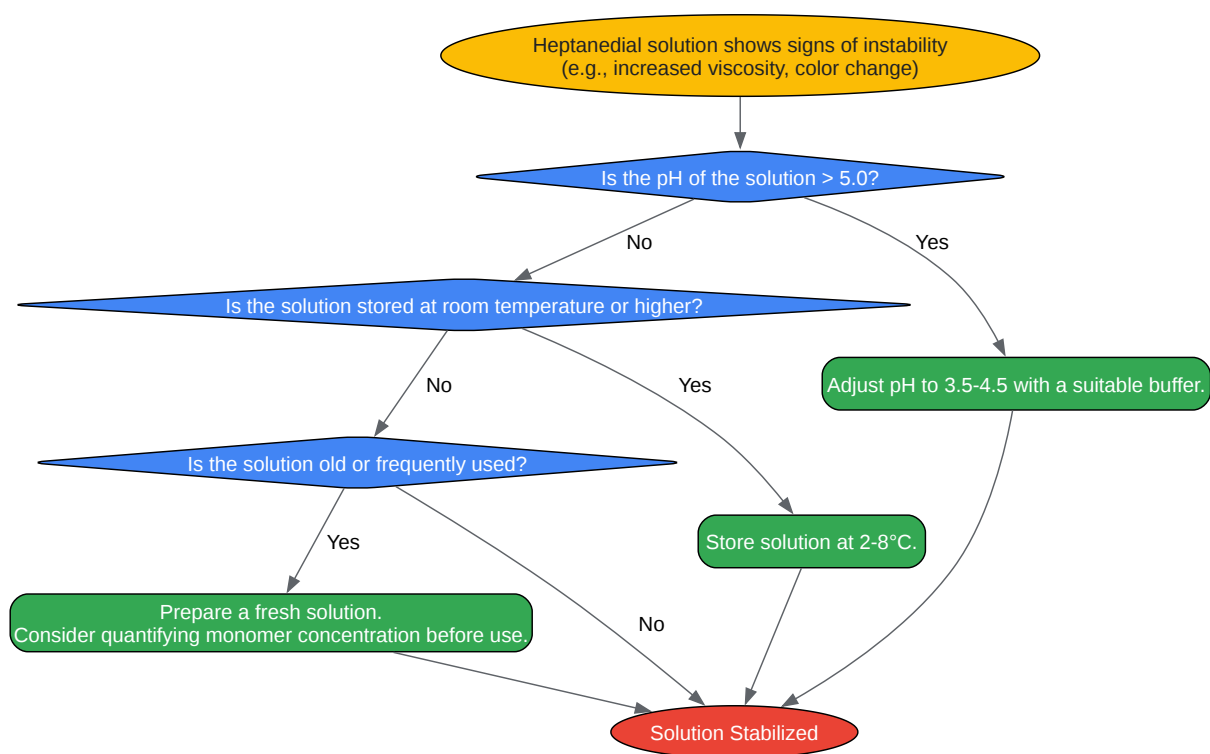 Heptanedial solution shows signs of instability
(e.g., increased viscosity, color change)
Is the pH of the solution > 5.0?
No
Yes
Is the solution stored at room temperature or higher?
No
Yes
Adjust pH to 3.5-4.5 with a suitable buffer.
Is the solution old or frequently used?
Yes
No
Store solution at 2-8°C.
Prepare a fresh solution.
Consider quantifying monomer concentration before use.
Solution Stabilized